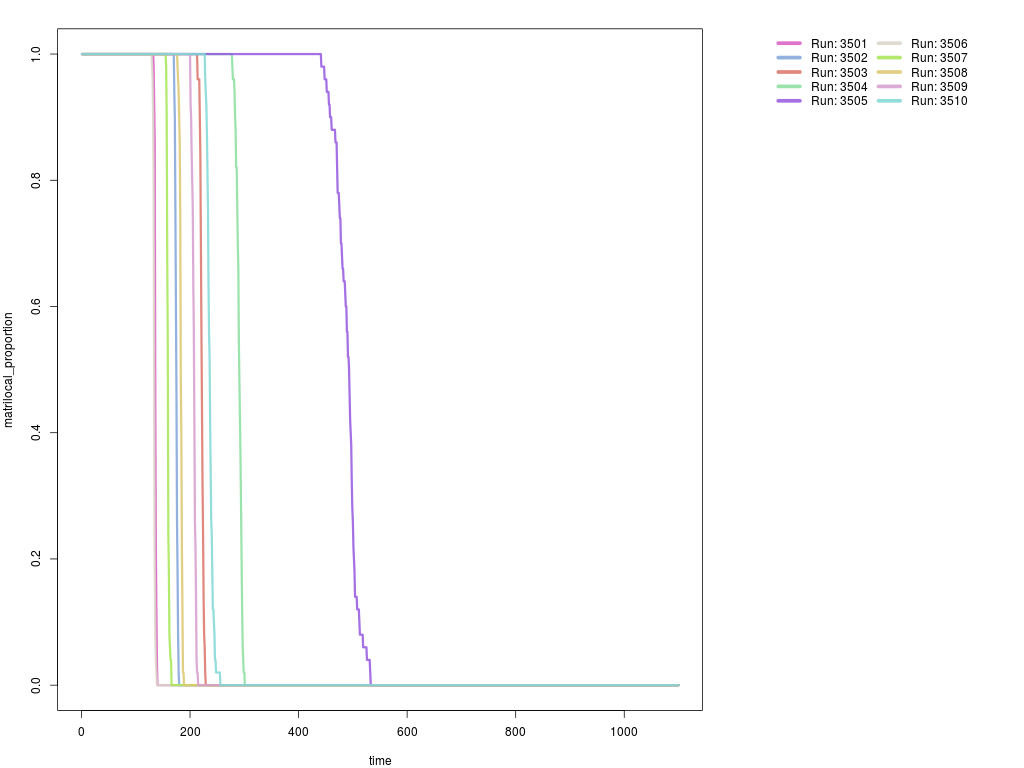 Run: 3501 Run: 3506
Run: 3502 Run: 3507
Run: 3503 Run: 3508
Run: 3504 Run: 3509
Run: 3505 Run: 3510
matrilocal_proportion
1.0
0.8
0.6
0.4
0.2
0.0
0 200 400 600 800 1000
time